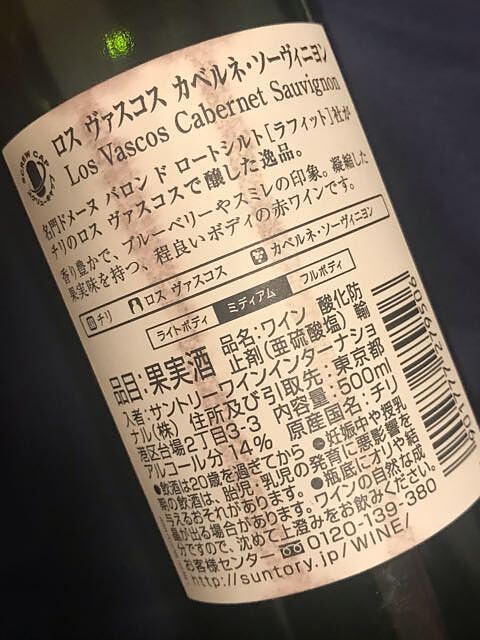 SCREW CAP
ロス ヴァスコス カベルネ・ソーヴィニヨン
Los Vascos Cabernet Sauvignon
名門ドメーヌ バロン ド ロートシルト[ラフィット]社が
チリのロス ヴァスコスで醸した逸品。
香り豊かで、ブルーベリーやスミレの印象。凝縮した
果実味を持つ、程良いボディの赤ワインです。
チリ ロス ヴァスコス カベルネ・ソーヴィニヨン
ライトボディ ミディアム フルボディ
品目:果実酒 品名:ワイン 酸化防
止剤(亜硫酸塩) 輸
入者:サントリーワインインターナショ
ナル(株) 住所及び引取先:東京都
港区台場2丁目3-3 内容量:500ml
アルコール分 14% 原産国名:チリ
●飲酒は20歳を過ぎてから ●妊娠中や授乳
期の飲酒は、胎児・乳児の発育に悪影響を
与えるおそれがあります。●瓶底にオリや結
晶が出る場合があります。ワインの自然な成
分ですので、沈めて上澄みをお飲みください。
お客様センター 0120-139-380
http://suntory.jp/WINE/